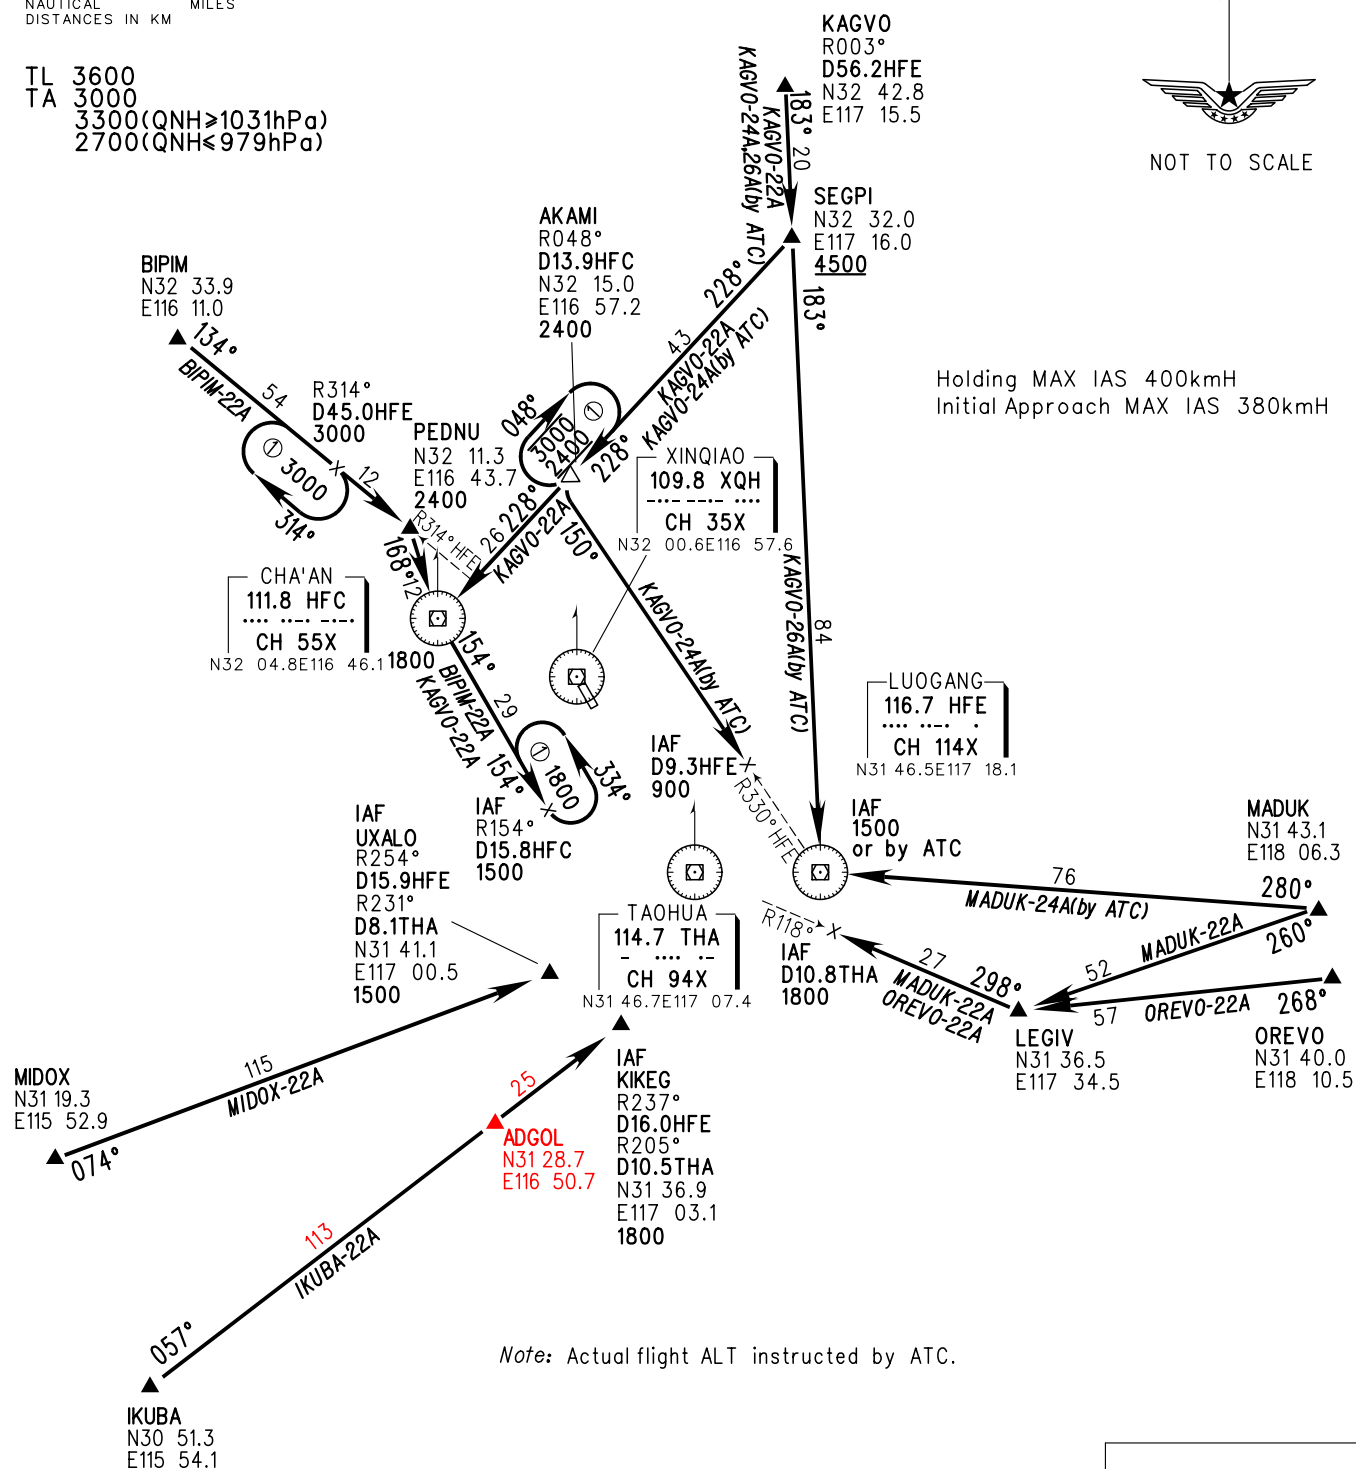 NAUTICAL MILES
DISTANCES IN KM
TL 3600
TA 3000
3300(QNH≥1031hPa)
2700(QNH≤979hPa)
KAGVO
R003°
D56.2HFE
N32 42.8
E117 15.5
NOT TO SCALE
183°
20
KAGVO-22A
KAGVO-24A,26A(by ATC)
SEGPI
N32 32.0
E117 16.0
4500
AKAMI
R048°
D13.9HFC
N32 15.0
E116 57.2
2400
BIPIM
N32 33.9
E116 11.0
134°
BIPIM-22A
54
R314°
D45.0HFE
3000
1
3000
314°
12
PEDNU
N32 11.3
E116 43.7
2400
228°
43
KAGVO-22A
KAGVO-24A(by ATC)
183°
048°
1
3000
2400
228°
Holding MAX IAS 400kmH
Initial Approach MAX IAS 380kmH
XINQIAO
109.8 XQH
CH 35X
N32 00.6E116 57.6
R314° HFE
228°
26
KAGVO-22A
150°
KAGVO-24A(by ATC)
KAGVO-26A(by ATC)
84
168°
12
CHA'AN
111.8 HFC
CH 55X
N32 04.8E116 46.1
1800
154°
29
BIPIM-22A
KAGVO-22A
154°
1
1800
334°
LUOGANG
116.7 HFE
CH 114X
N31 46.5E117 18.1
IAF
D9.3HFE
900
R330° HFE
IAF
1500
or by ATC
IAF
R154°
D15.8HFC
1500
IAF
UXALO
R254°
D15.9HFE
R231°
D8.1THA
N31 41.1
E117 00.5
1500
MADUK
N31 43.1
E118 06.3
280°
76
MADUK-24A(by ATC)
260°
MADUK-22A
52
TAOHUA
114.7 THA
CH 94X
N31 46.7E117 07.4
R118°
IAF
D10.8THA
1800
27
298°
MADUK-22A
OREVO-22A
57
OREVO-22A
268°
LEGIV
N31 36.5
E117 34.5
OREVO
N31 40.0
E118 10.5
MIDOX
N31 19.3
E115 52.9
074°
115
MIDOX-22A
IAF
KIKEG
R237°
D16.0HFE
R205°
D10.5THA
N31 36.9
E117 03.1
1800
25
ADGOL
N31 28.7
E116 50.7
113
IKUBA-22A
057°
IKUBA
N30 51.3
E115 54.1
Note: Actual flight ALT instructed by ATC.